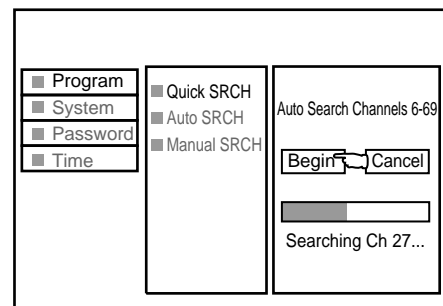 Program
System
Password
Time
Quick SRCH
Auto SRCH
Manual SRCH
Auto Search Channels 6-69
Begin
Cancel
Searching Ch 27...